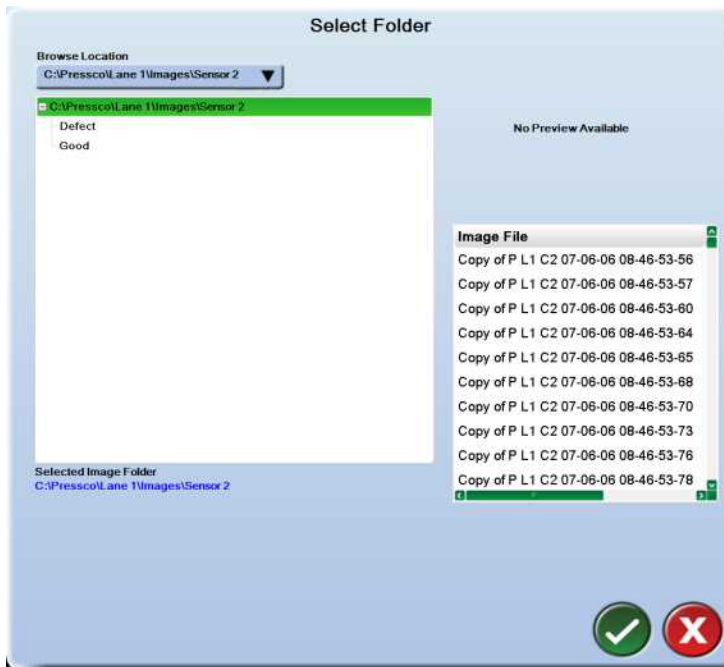 Select Folder
Browse Location
C:\Pressco\Lane 1\Images\Sensor 2
C:\Pressco\Lane 1\Images\Sensor 2
Defect
Good
No Preview Available
Image File
Copy of P L1 C2 07-06-06 08-46-53-56
Copy of P L1 C2 07-06-06 08-46-53-57
Copy of P L1 C2 07-06-06 08-46-53-60
Copy of P L1 C2 07-06-06 08-46-53-64
Copy of P L1 C2 07-06-06 08-46-53-65
Copy of P L1 C2 07-06-06 08-46-53-68
Copy of P L1 C2 07-06-06 08-46-53-70
Copy of P L1 C2 07-06-06 08-46-53-73
Copy of P L1 C2 07-06-06 08-46-53-76
Copy of P L1 C2 07-06-06 08-46-53-78
Selected Image Folder
C:\Pressco\Lane 1\Images\Sensor 2